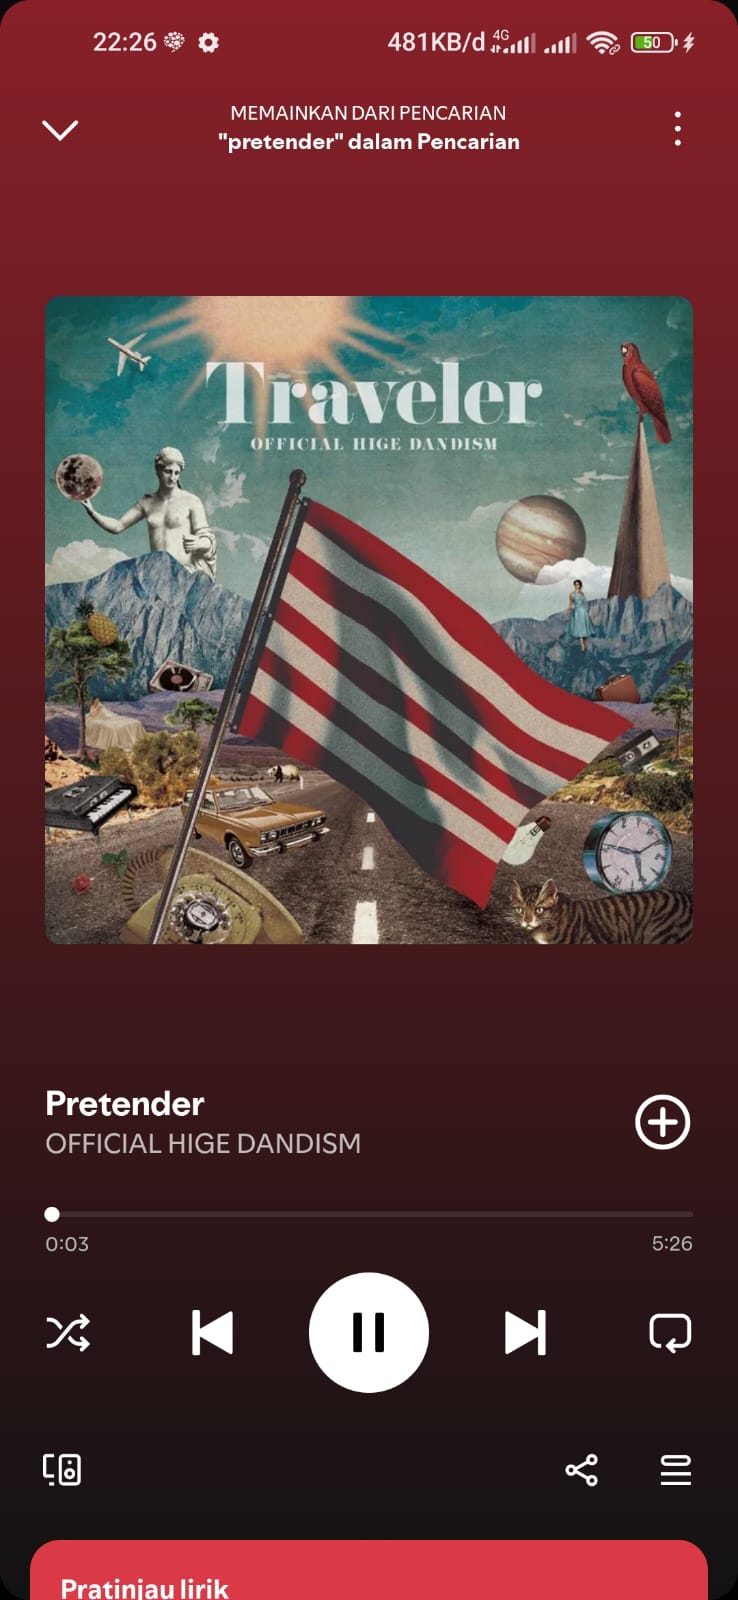 22:26 481KB/d 4G 50
MEMAINKAN DARI PENCARIAN
"pretender" dalam Pencarian
Traveler
OFFICIAL HIGE DANDISM
Pretender
OFFICIAL HIGE DANDISM
0:03 5:26
Pratinjau lirik